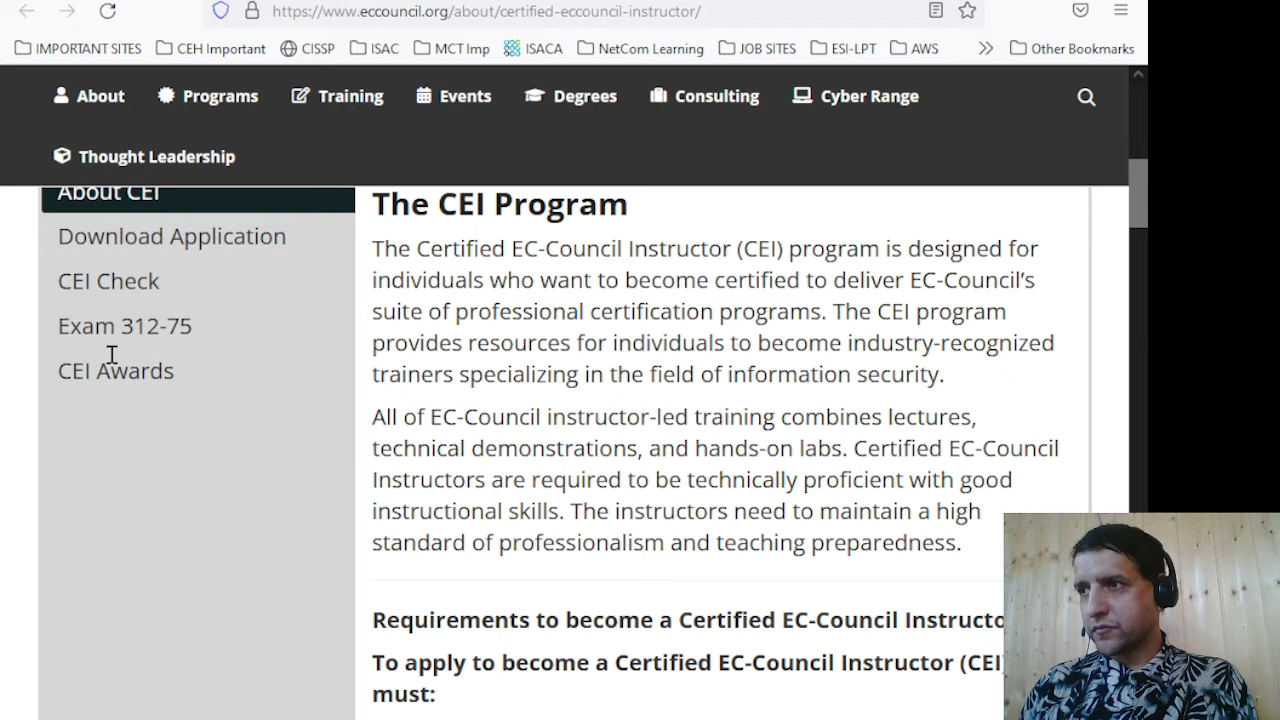 https://www.eccouncil.org/about/certified-eccouncil-instructor/
IMPORTANT SITES CEH Important CISSP ISAC MCT Imp ISACA NetCom Learning JOB SITES ESI-LPT AWS Other Bookmarks
About Programs Training Events Degrees Consulting Cyber Range
Thought Leadership
About CEI
Download Application
CEI Check
Exam 312-75
CEI Awards
The CEI Program
The Certified EC-Council Instructor (CEI) program is designed for
individuals who want to become certified to deliver EC-Council's
suite of professional certification programs. The CEI program
provides resources for individuals to become industry-recognized
trainers specializing in the field of information security.
All of EC-Council instructor-led training combines lectures,
technical demonstrations, and hands-on labs. Certified EC-Council
Instructors are required to be technically proficient with good
instructional skills. The instructors need to maintain a high
standard of professionalism and teaching preparedness.
Requirements to become a Certified EC-Council Instructo
To apply to become a Certified EC-Council Instructor (CEI)
must: